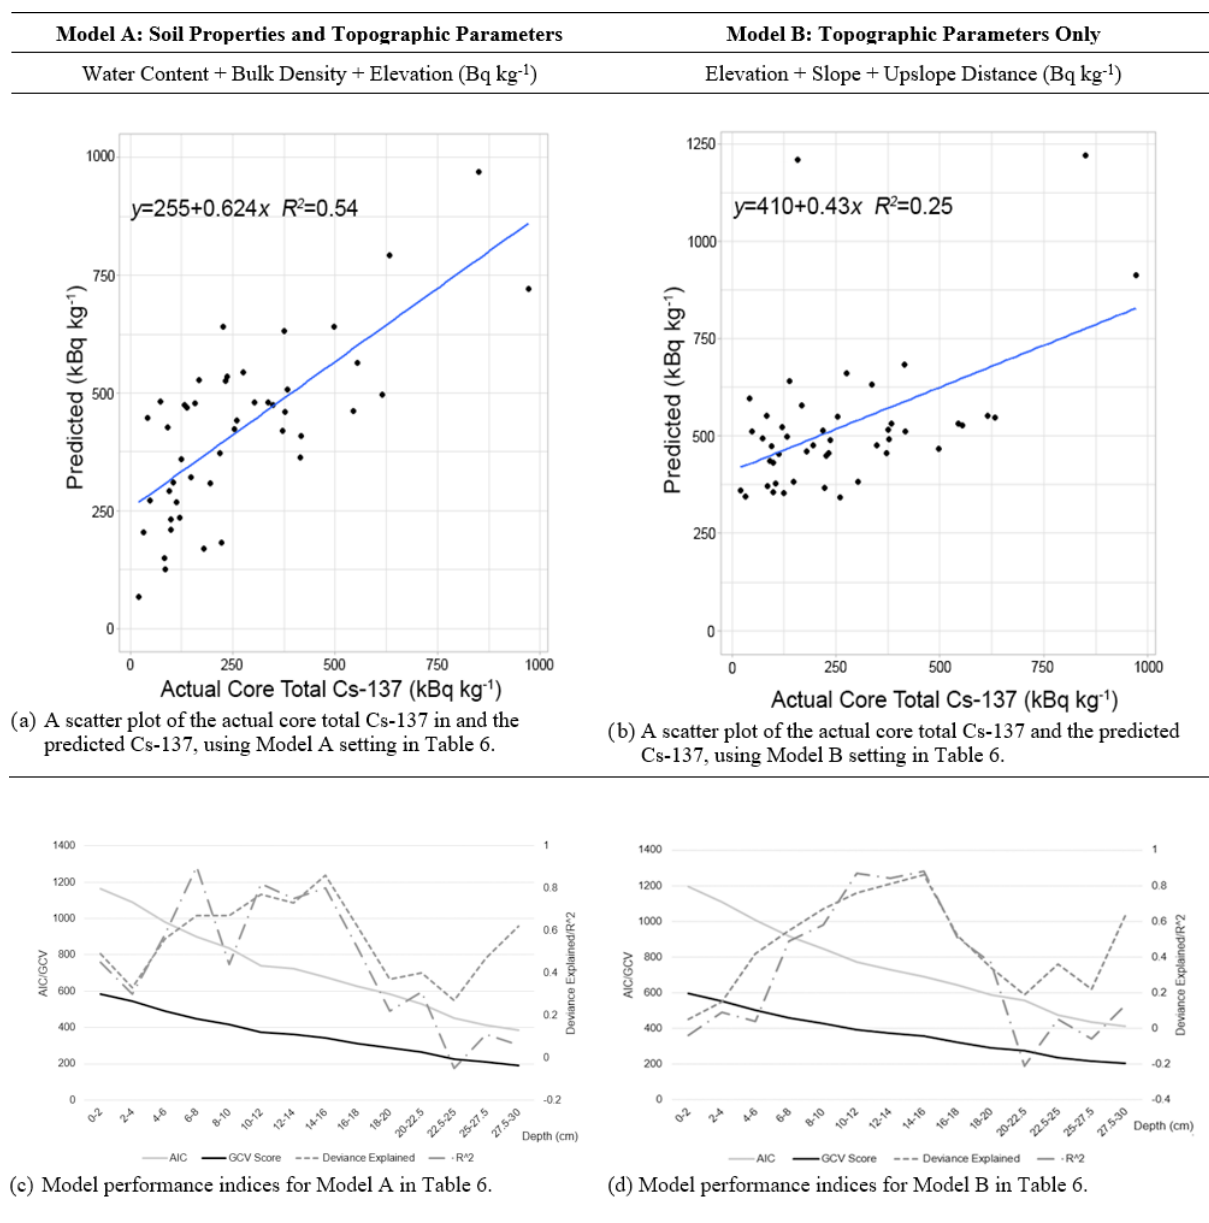 Model A: Soil Properties and Topographic Parameters
Model B: Topographic Parameters Only
Water Content + Bulk Density + Elevation (Bq kg-1)
Elevation + Slope + Upslope Distance (Bq kg-1)
1000
750
500
250
0
y=255+0.624x R2=0.54
Predicted (kBq kg-1)
0 250 500 750 1000
Actual Core Total Cs-137 (kBq kg-1)
(a) A scatter plot of the actual core total Cs-137 in and the
predicted Cs-137, using Model A setting in Table 6.
1250
1000
750
500
250
0
y=410+0.43x R2=0.25
Predicted (kBq kg-1)
0 250 500 750 1000
Actual Core Total Cs-137 (kBq kg-1)
(b) A scatter plot of the actual core total Cs-137 and the predicted
Cs-137, using Model B setting in Table 6.
1400
1200
1000
800
600
400
200
0
AIC/GCV
1
0.8
0.6
0.4
0.2
0
-0.2
Deviance Explained/R^2
0-2 2-4 4-6 6-8 8-10 10-12 12-14 14-16 16-18 18-20 20-22.5 22.5-25 25-27.5 27.5-30
Depth (cm)
AIC GCV Score Deviance Explained R^2
(c) Model performance indices for Model A in Table 6.
1400
1200
1000
800
600
400
200
0
AIC/GCV
1
0.8
0.6
0.4
0.2
0
-0.2
-0.4
Deviance Explained/R^2
0-2 2-4 4-6 6-8 8-10 10-12 12-14 14-16 16-18 18-20 20-22.5 22.5-25 25-27.5 27.5-30
Depth (cm)
AIC GCV Score Deviance Explained R^2
(d) Model performance indices for Model B in Table 6.